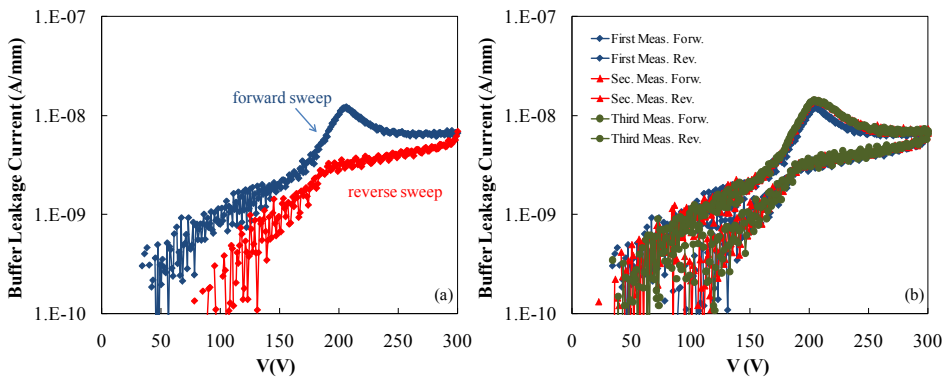 Buffer Leakage Current (A/mm)
1.E-07
1.E-08
1.E-09
1.E-10
forward sweep
reverse sweep
(a)
0 50 100 150 200 250 300
V(V)
Buffer Leakage Current (A/mm)
1.E-07
1.E-08
1.E-09
1.E-10
First Meas. Forw.
First Meas. Rev.
Sec. Meas. Forw.
Sec. Meas. Rev.
Third Meas. Forw.
Third Meas. Rev.
(b)
0 50 100 150 200 250 300
V (V)